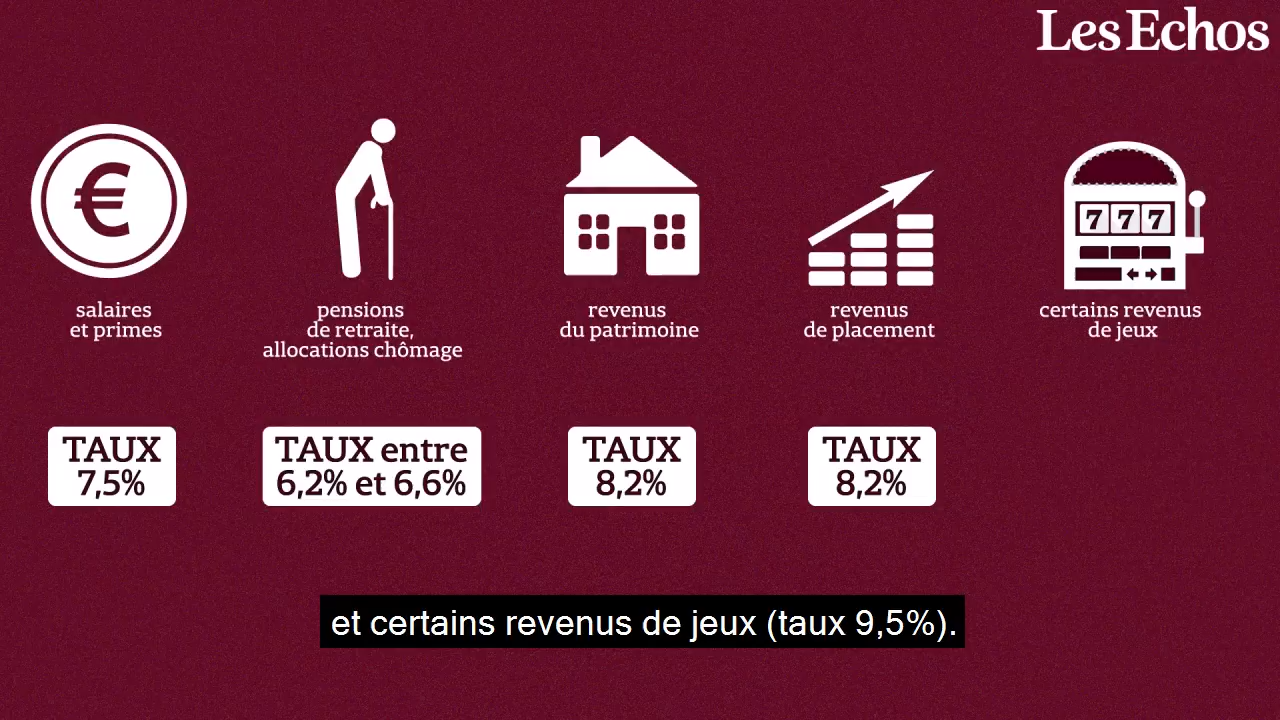 Les Echos
€
777
salaires
et primes
pensions
de retraite,
allocations chômage
revenus
du patrimoine
revenus
de placement
certains revenus
de jeux
TAUX
7,5%
TAUX entre
6,2% et 6,6%
TAUX
8,2%
TAUX
8,2%
et certains revenus de jeux (taux 9,5%).